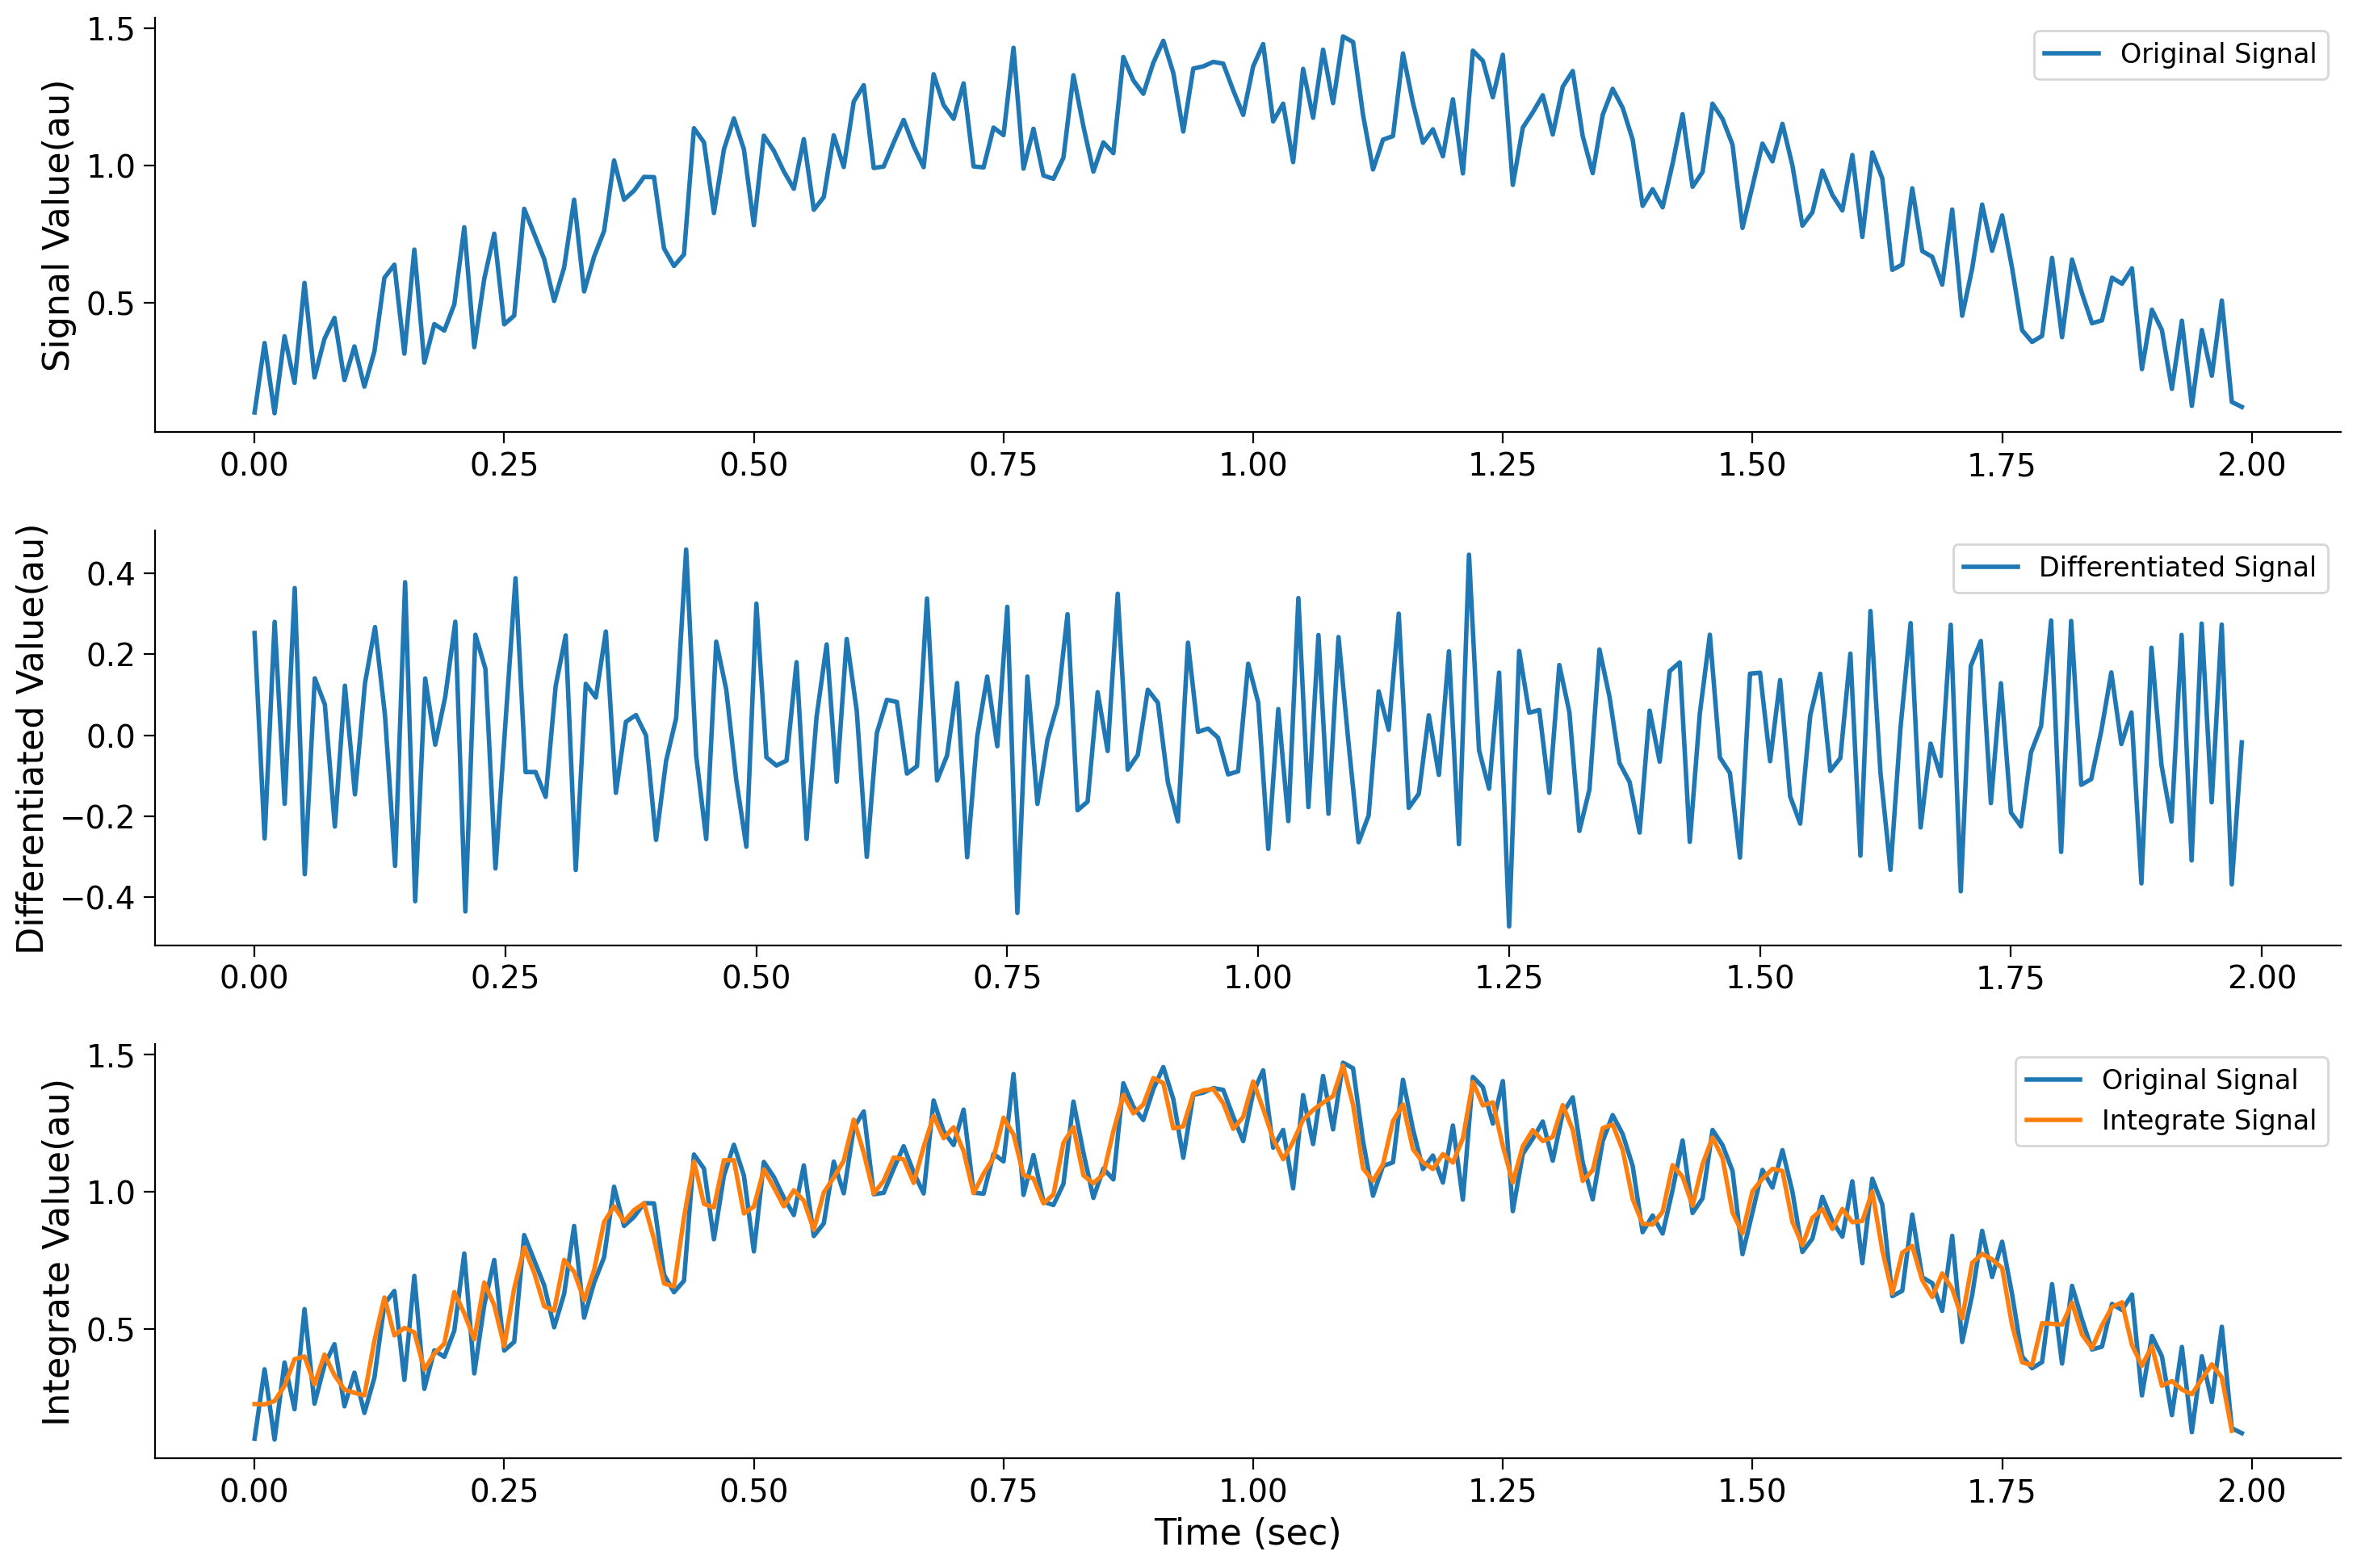 Signal Value(au)
1.5
1.0
0.5
Original Signal
0.00 0.25 0.50 0.75 1.00 1.25 1.50 1.75 2.00
Differentiated Value(au)
0.4
0.2
0.0
−0.2
−0.4
Differentiated Signal
0.00 0.25 0.50 0.75 1.00 1.25 1.50 1.75 2.00
Integrate Value(au)
1.5
1.0
0.5
Original Signal
Integrate Signal
0.00 0.25 0.50 0.75 1.00 1.25 1.50 1.75 2.00
Time (sec)